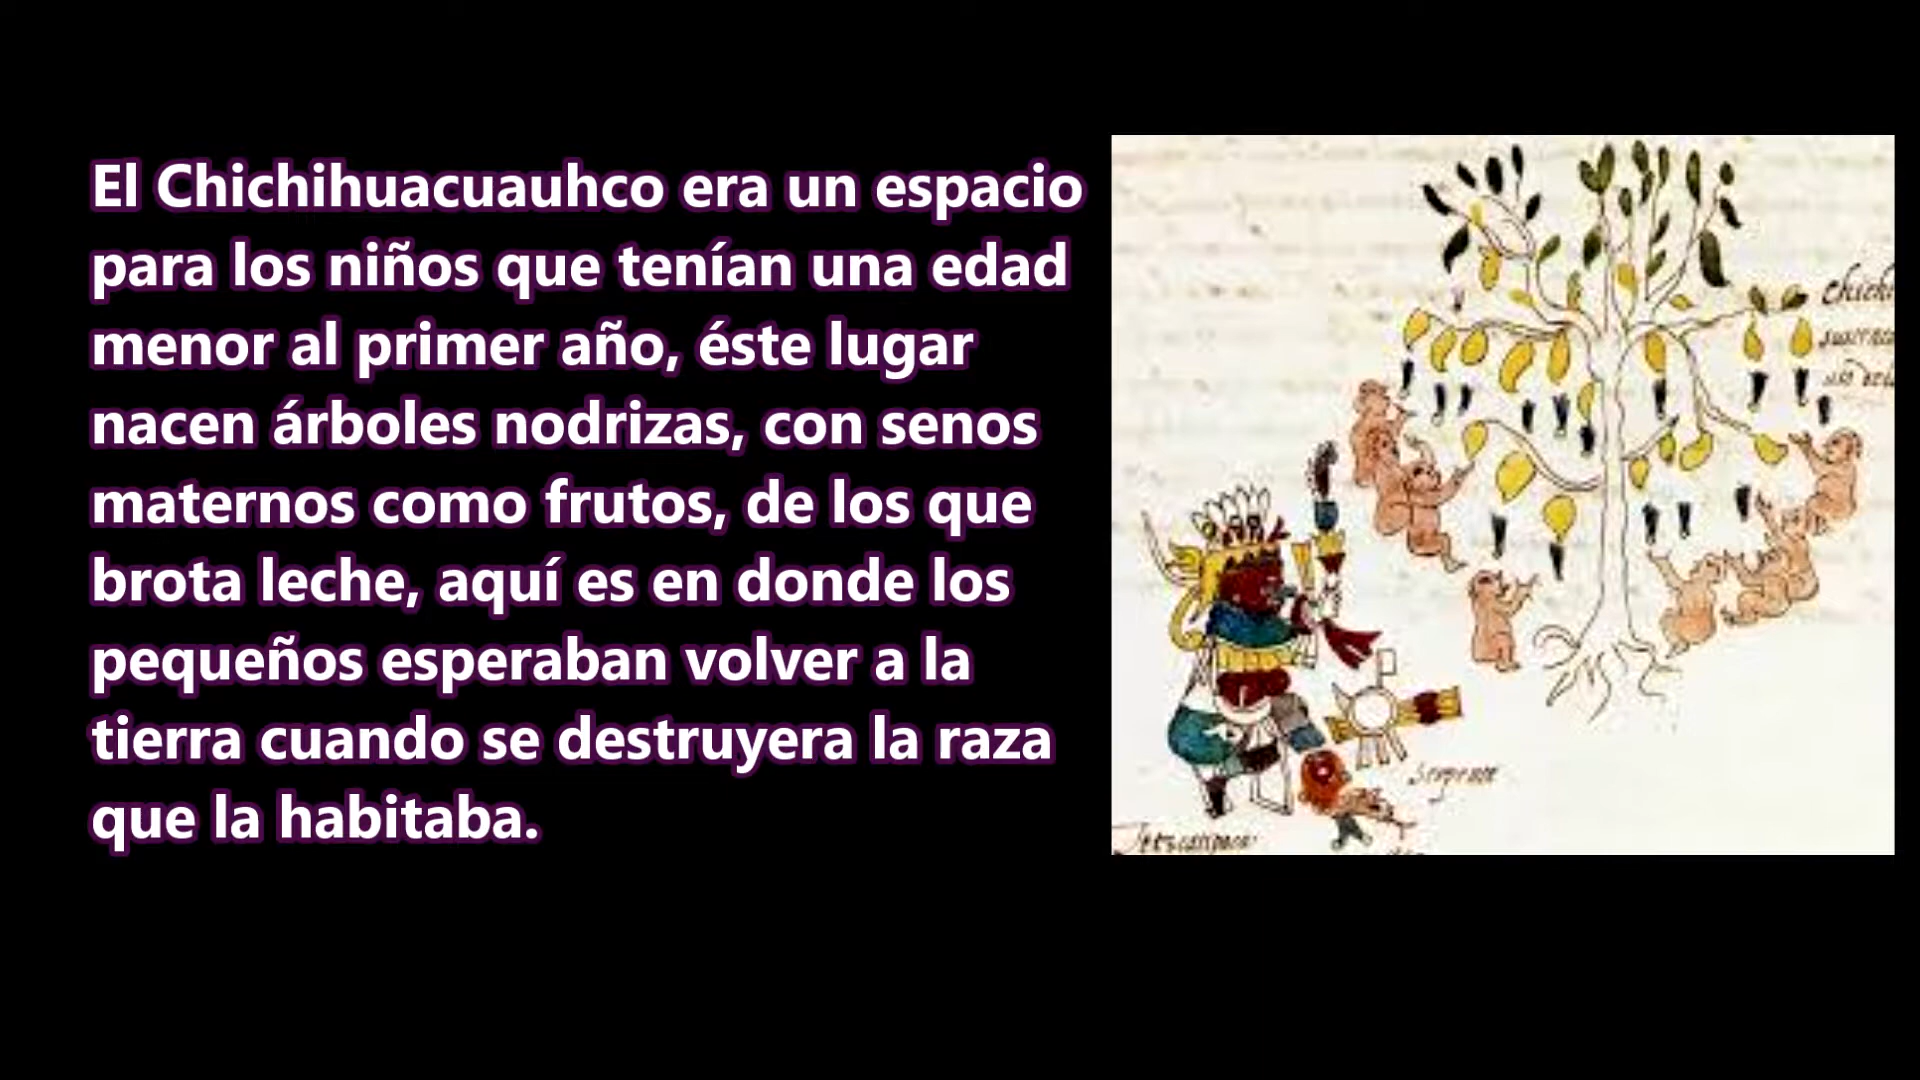 El Chichihuacuauhco era un espacio
para los niños que tenían una edad
menor al primer año, éste lugar
nacen árboles nodrizas, con senos
maternos como frutos, de los que
brota leche, aquí es en donde los
pequeños esperaban volver a la
tierra cuando se destruyera la raza
que la habitaba.